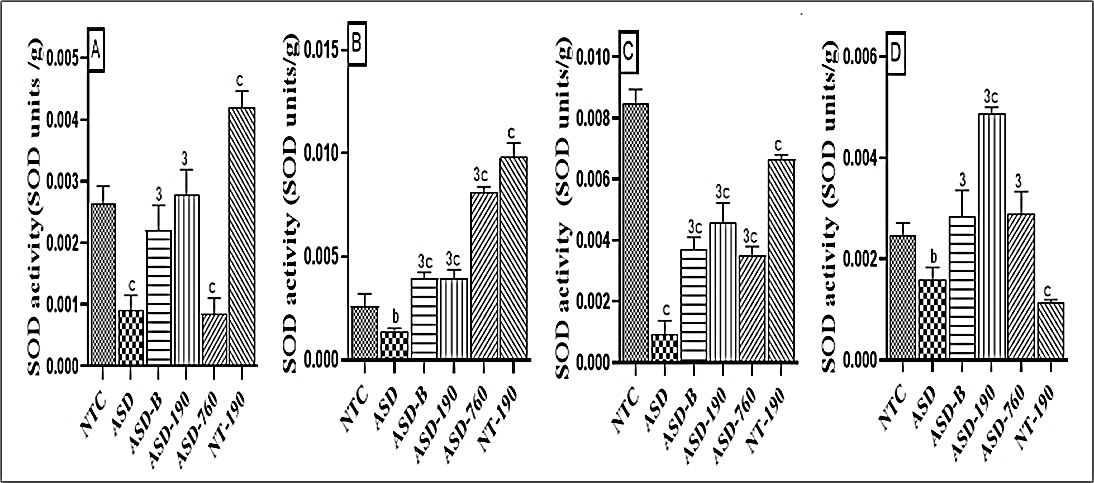 A
SOD activity(SOD units /g)
0.005
0.004
0.003
0.002
0.001
0.000
c
3
3
c
c
NTC
ASD
ASD-B
ASD-190
ASD-760
NT-190
B
SOD activity (SOD units/g)
0.015
0.010
0.005
0.000
b
3c
3c
3c
c
NTC
ASD
ASD-B
ASD-190
ASD-760
NT-190
C
SOD activity (SOD units/g)
0.010
0.008
0.006
0.004
0.002
0.000
c
3c
3c
3c
c
NTC
ASD
ASD-B
ASD-190
ASD-760
NT-190
D
SOD activity (SOD units/g)
0.006
0.004
0.002
0.000
b
3
3c
3
c
NTC
ASD
ASD-B
ASD-190
ASD-760
NT-190